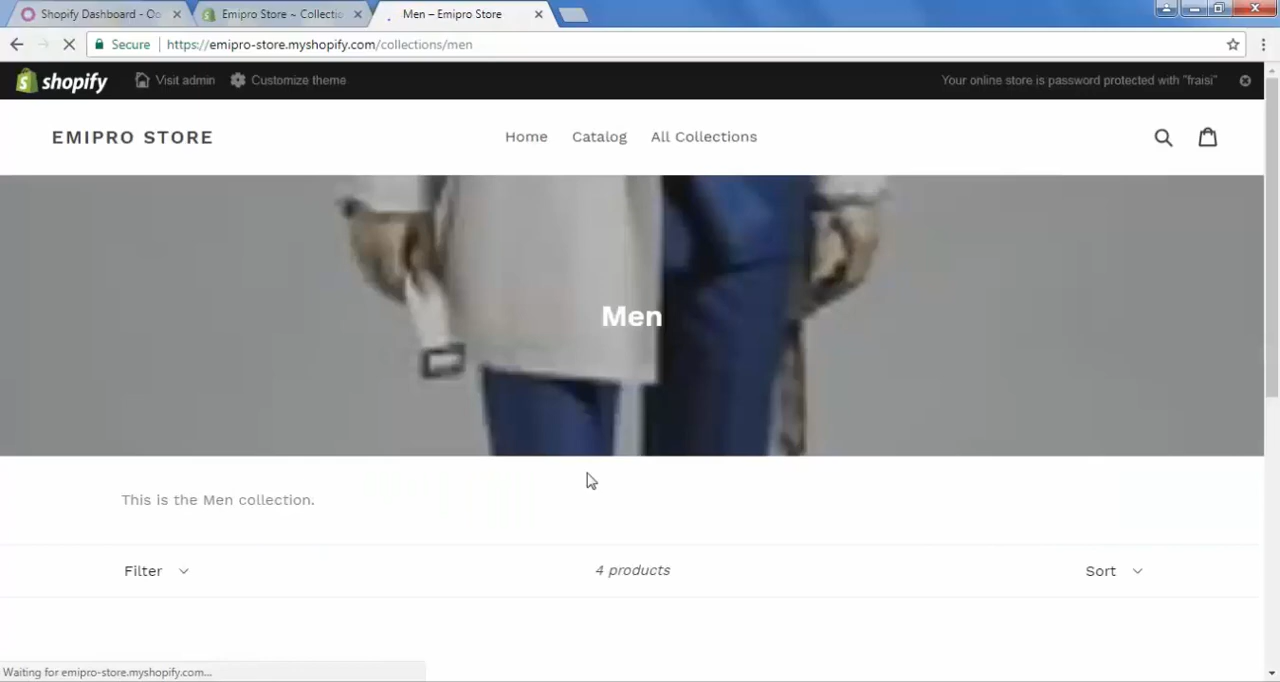 Shopify Dashboard - Oo
Emipro Store ~ Collectio
Men – Emipro Store
Secure
https://emipro-store.myshopify.com/collections/men
shopify
Visit admin
Customize theme
Your online store is password protected with "fraisi"
EMIPRO STORE
Home
Catalog
All Collections
Men
This is the Men collection.
Filter
4 products
Sort
Waiting for emipro-store.myshopify.com...